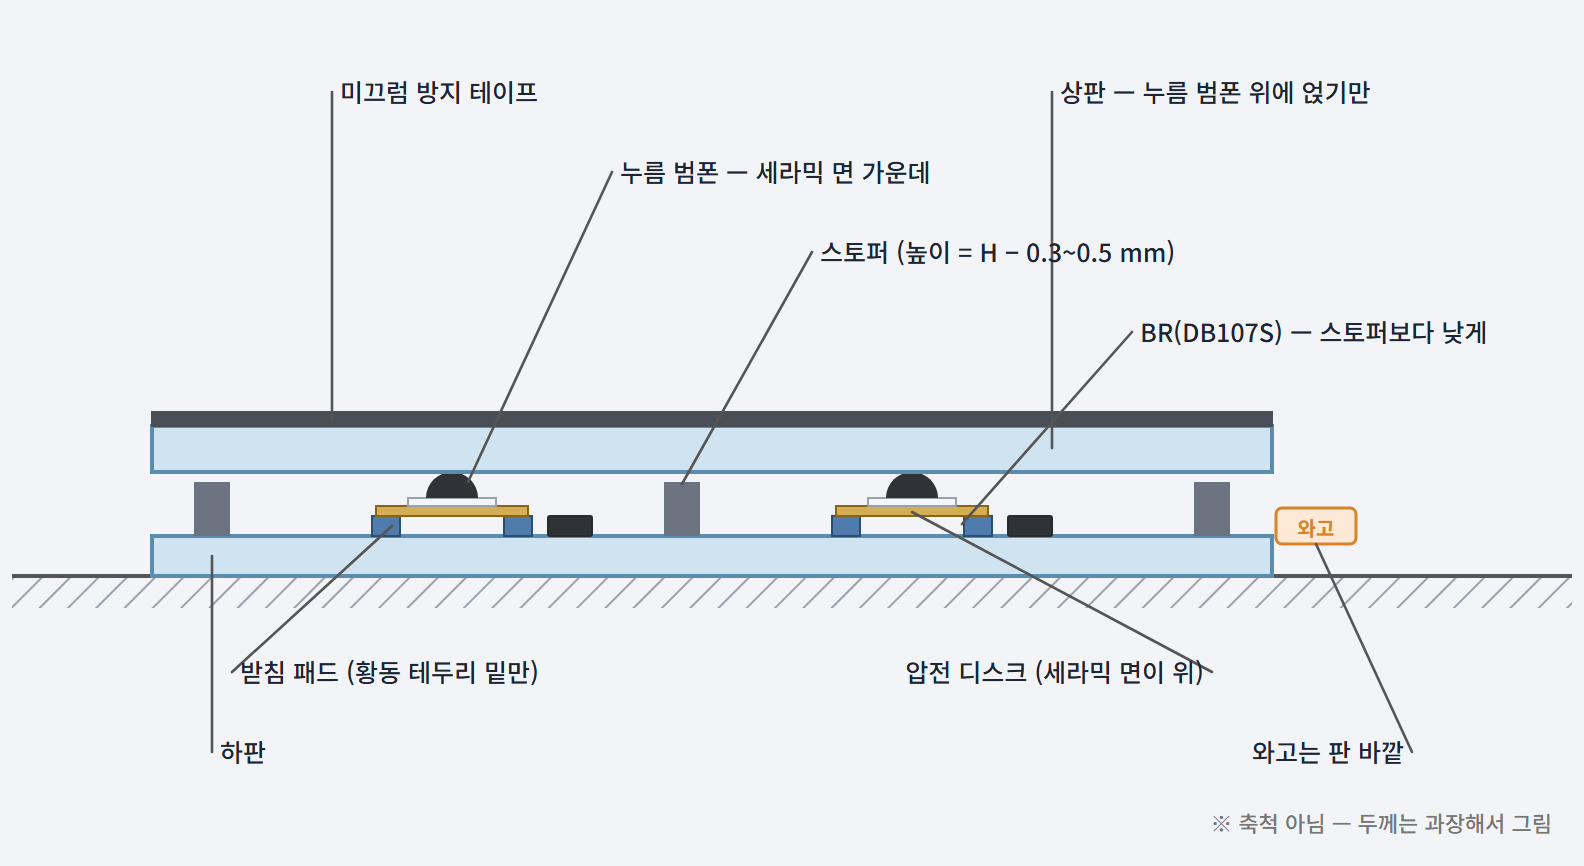 미끄럼 방지 테이프
상판 — 누름 범폰 위에 얹기만
누름 범폰 — 세라믹 면 가운데
스토퍼 (높이 = H − 0.3~0.5 mm)
BR(DB107S) — 스토퍼보다 낮게
와고
받침 패드 (황동 테두리 밑만)
압전 디스크 (세라믹 면이 위)
하판
와고는 판 바깥
※ 축척 아님 — 두께는 과장해서 그림